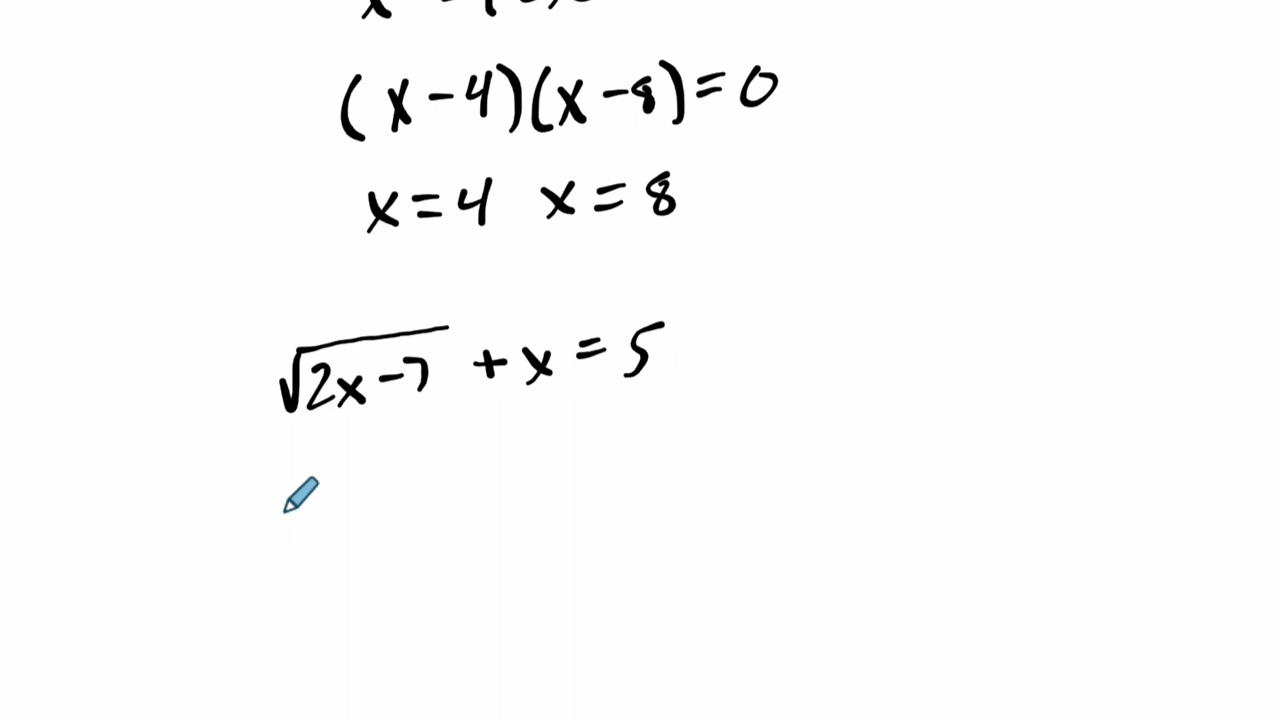 (x-4)(x-8)=0
x=4 x=8
√2x-7 + x = 5